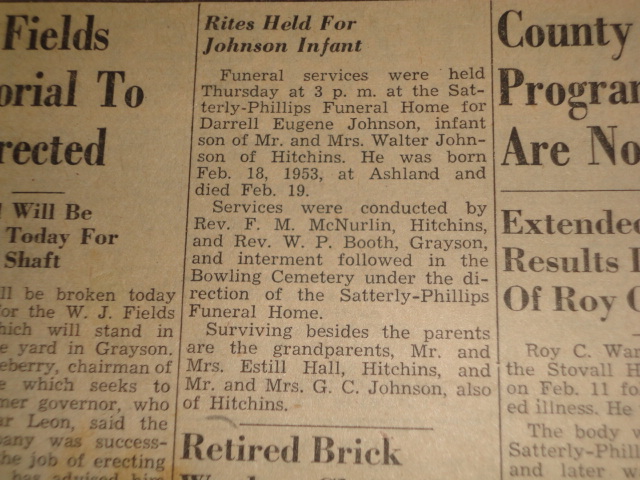 Fields
orial To
rected
Will Be
Today For
Shaft
ll be broken today
or the W. J. Fields
hich will stand in
e yard in Grayson.
eberry, chairman of
e which seeks to
mer governor, who
ar Leon, said the
pany was success-
he job of erecting
has advised him
Rites Held For
Johnson Infant
Funeral services were held
Thursday at 3 p. m. at the Sat-
terly-Phillips Funeral Home for
Darrell Eugene Johnson, infant
son of Mr. and Mrs. Walter John-
son of Hitchins. He was born
Feb. 18, 1953, at Ashland and
died Feb. 19.
Services were conducted by
Rev. F. M. McNurlin, Hitchins,
and Rev. W. P. Booth, Grayson,
and interment followed in the
Bowling Cemetery under the di-
rection of the Satterly-Phillips
Funeral Home.
Surviving besides the parents
are the grandparents, Mr. and
Mrs. Estill Hall, Hitchins, and
Mr. and Mrs. G. C. Johnson, also
of Hitchins.
Retired Brick
County
Progra
Are No
Extended
Results
Of Roy C
Roy C. War
the Stovall H
on Feb. 11 fo
ed illness. He
The body w
Satterly-Phill
and later w